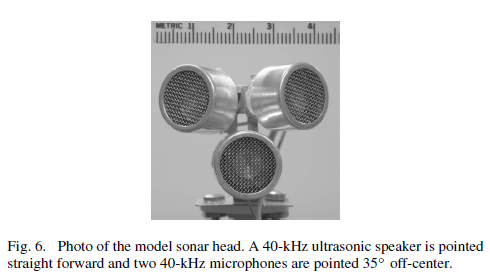 METRIC 1 2 3 4
Fig. 6. Photo of the model sonar head. A 40-kHz ultrasonic speaker is pointed
straight forward and two 40-kHz microphones are pointed 35° off-center.